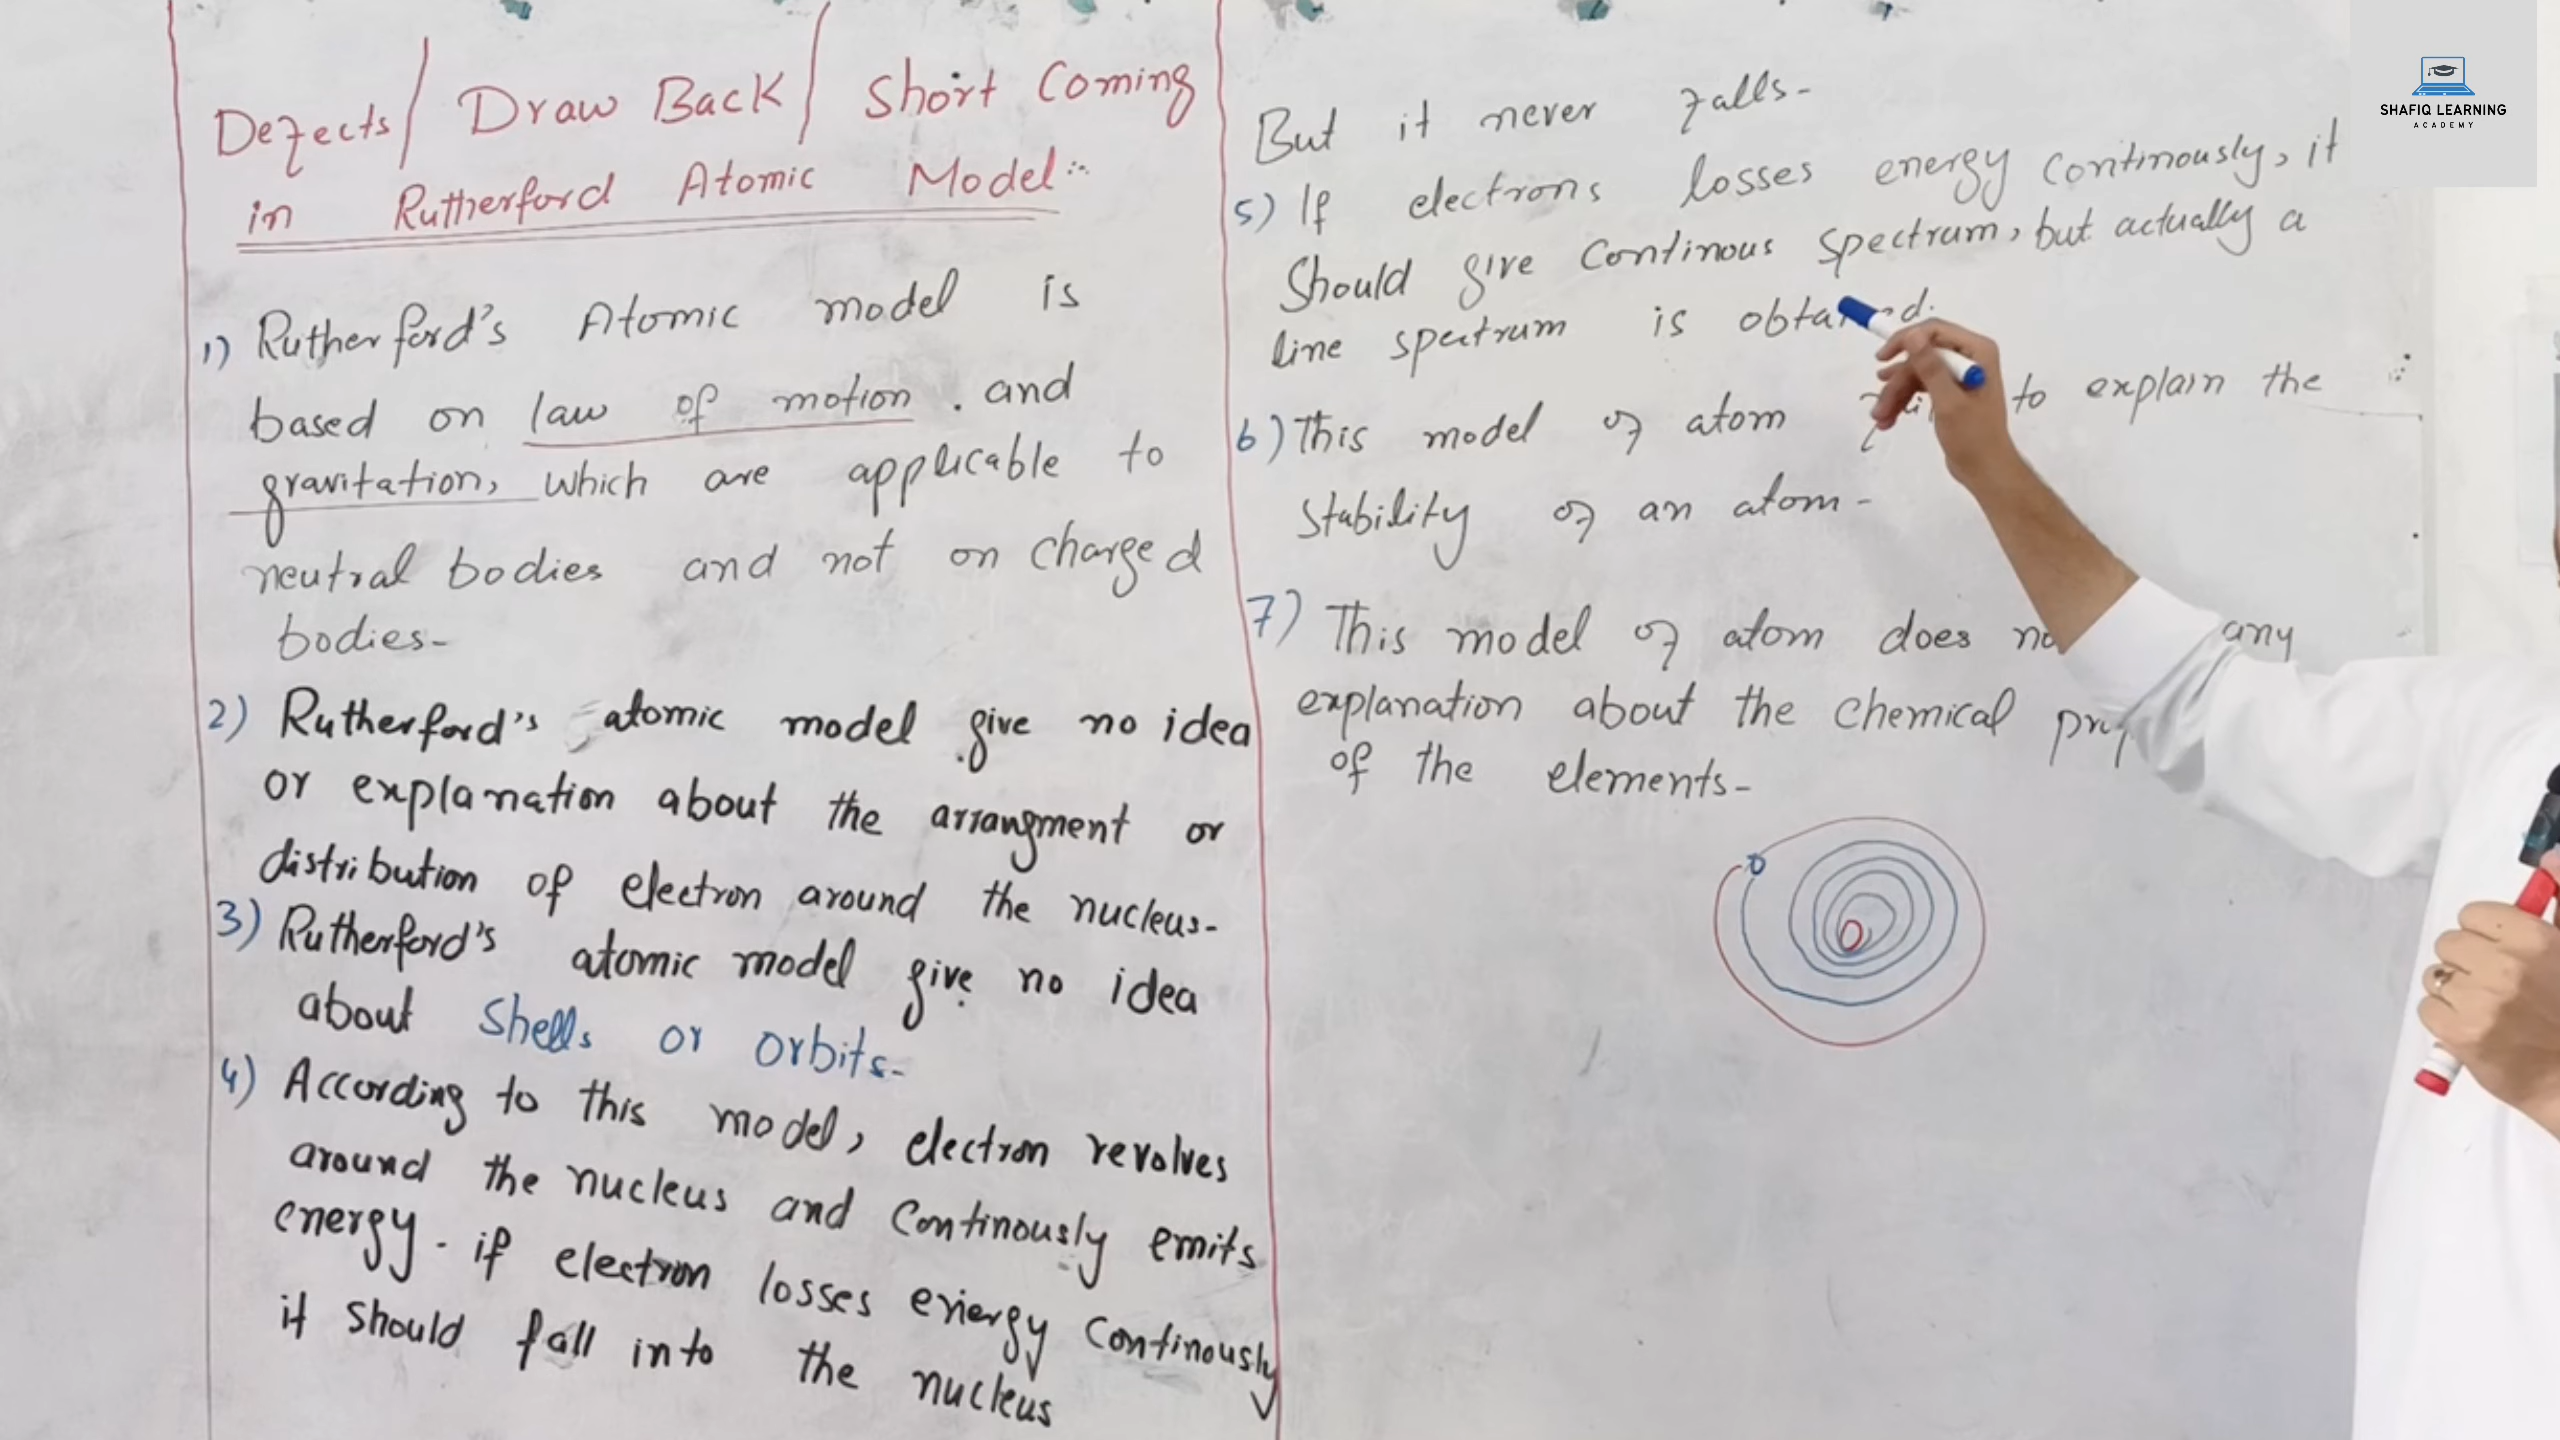 Defects/ Draw Back/ Short Coming
in Rutherford Atomic Model:-
1) Rutherford's Atomic model is
based on law of motion . and
gravitation, which are applicable to
neutral bodies and not on charged
bodies-
2) Rutherford's atomic model give no idea
or explanation about the arrangment or
distribution of electron around the nucleus-
3) Rutherford's atomic model give no idea
about shells or orbits-
4) According to this model, electron revolves
around the nucleus and Continously emits
energy. if electron losses energy Continously
it should fall into the nucleus
But it never falls-
5) If electrons losses energy Continously, it
Should give Continous Spectrum, but actually a
line spectrum is
6) This model of atom to explain the
Stability of an atom-
7) This model of atom does any
explanation about the Chemical
of the elements-
SHAFIQ LEARNING
ACADEMY